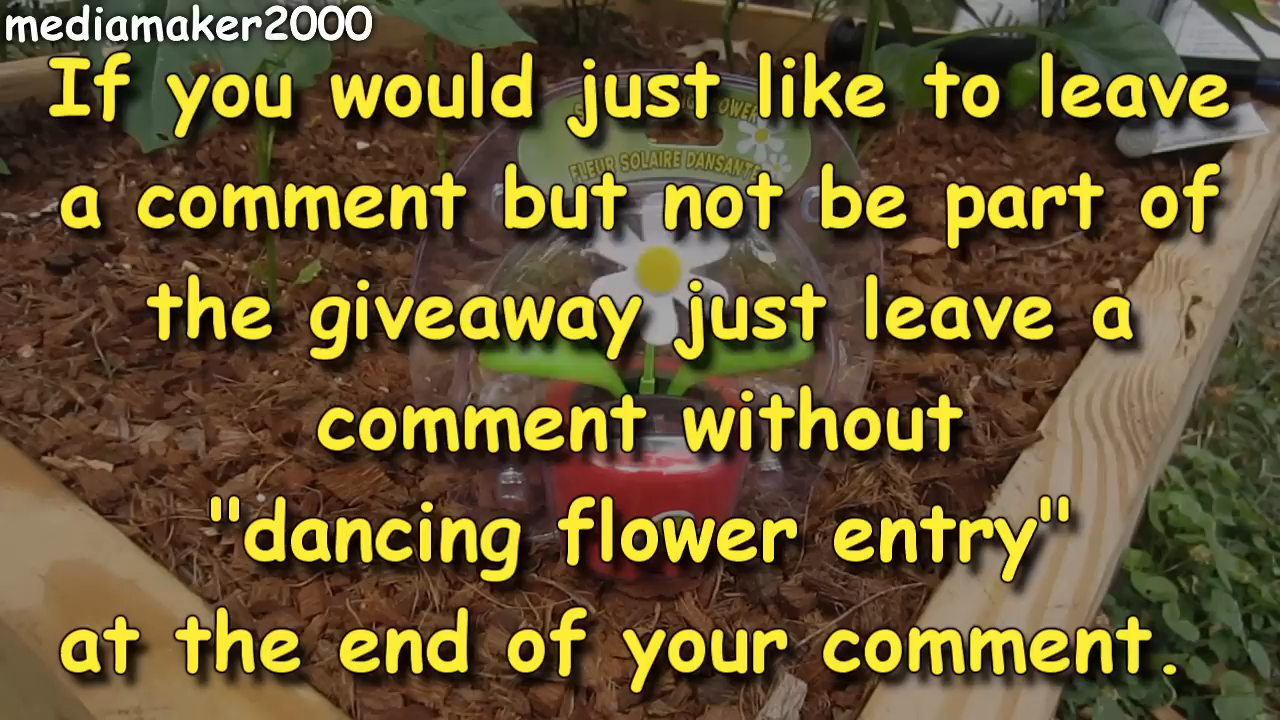 mediamaker2000
If you would just like to leave
a comment but not be part of
the giveaway just leave a
comment without
"dancing flower entry"
at the end of your comment.
FLEUR SOLAIRE DANSANTE